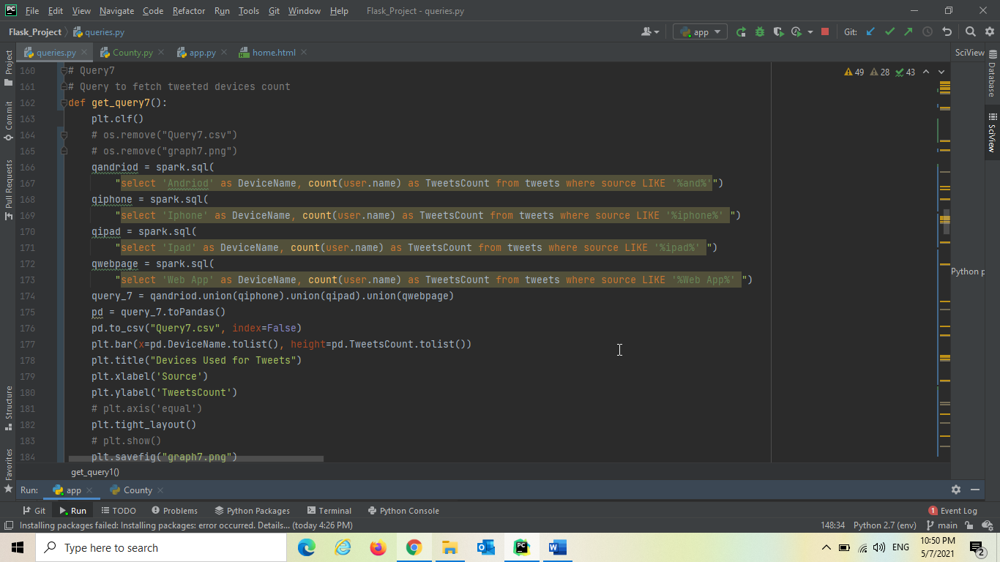 PC File Edit View Navigate Code Refactor Run Tools Git Window Help Flask_Project - queries.py
Flask_Project queries.py app Git:
queries.py County.py app.py home.html SciView
160 # Query7 49 28 43
161 # Query to fetch tweeted devices count
162 def get_query7():
163 plt.clf()
164 # os.remove("Query7.csv")
165 # os.remove("graph7.png")
166 qandriod = spark.sql(
167 "select 'Andriod' as DeviceName, count(user.name) as TweetsCount from tweets where source LIKE '%and%'")
168 qiphone = spark.sql(
169 "select 'Iphone' as DeviceName, count(user.name) as TweetsCount from tweets where source LIKE '%iphone%' ")
170 qipad = spark.sql(
171 "select 'Ipad' as DeviceName, count(user.name) as TweetsCount from tweets where source LIKE '%ipad%' ")
172 qwebpage = spark.sql(
173 "select 'Web App' as DeviceName, count(user.name) as TweetsCount from tweets where source LIKE '%Web App%' ")
174 query_7 = qandriod.union(qiphone).union(qipad).union(qwebpage)
175 pd = query_7.toPandas()
176 pd.to_csv("Query7.csv", index=False)
177 plt.bar(x=pd.DeviceName.tolist(), height=pd.TweetsCount.tolist())
178 plt.title("Devices Used for Tweets")
179 plt.xlabel('Source')
180 plt.ylabel('TweetsCount')
181 # plt.axis('equal')
182 plt.tight_layout()
183 # plt.show()
184 plt.savefig("graph7.png")
Project
Commit
Pull Requests
Structure
Favorites
Database
SciView
Python p
get_query1()
Run: app County
Git Run TODO Problems Python Packages Terminal Python Console 1 Event Log
Installing packages failed: Installing packages: error occurred. Details... (today 4:26 PM) 148:34 Python 2.7 (env) main
Type here to search PC ENG 10:50 PM
5/7/2021 2